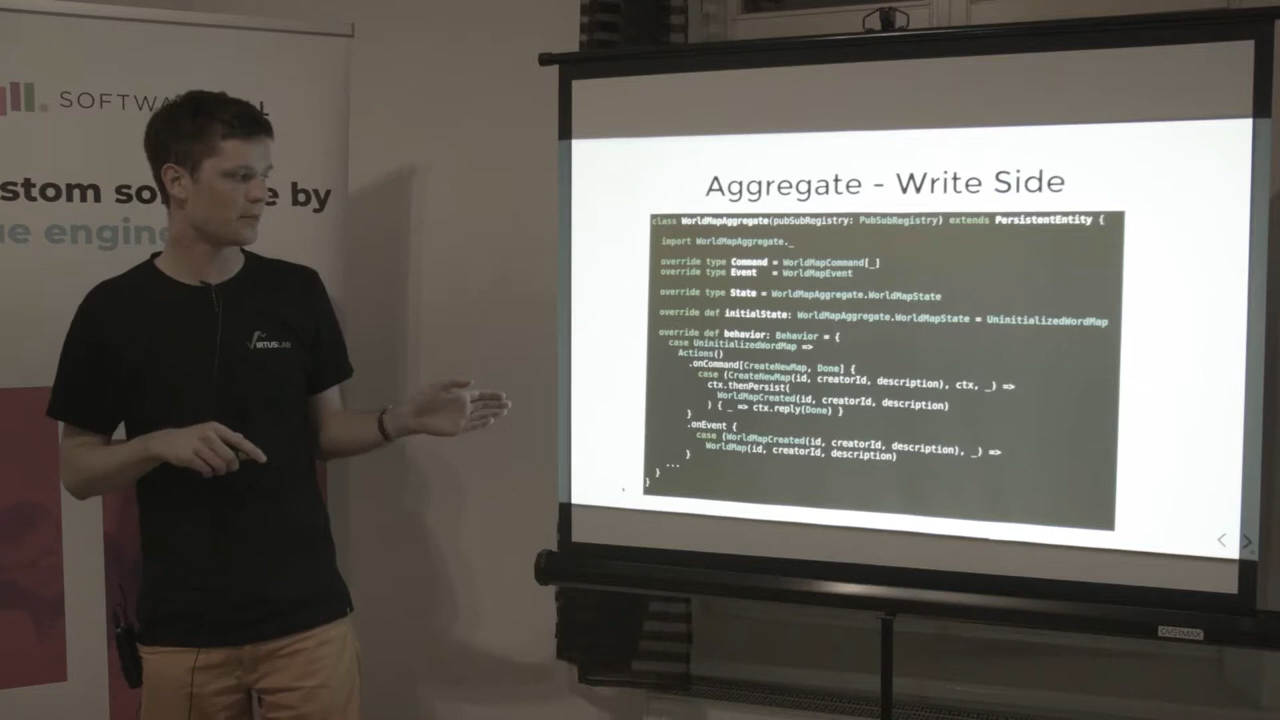 SOFTWA L
stom so e by
ue engine
VIRTUSLAB
Aggregate - Write Side
class WorldMapAggregate(pubSubRegistry: PubSubRegistry) extends PersistentEntity {
import WorldMapAggregate._
override type Command = WorldMapCommand[_]
override type Event = WorldMapEvent
override type State = WorldMapAggregate.WorldMapState
override def initialState: WorldMapAggregate.WorldMapState = UninitializedWordMap
override def behavior: Behavior = {
case UninitializedWordMap =>
Actions()
.onCommand[CreateNewMap, Done] {
case (CreateNewMap(id, creatorId, description), ctx, _) =>
ctx.thenPersist(
WorldMapCreated(id, creatorId, description)
) { _ => ctx.reply(Done) }
}
.onEvent {
case (WorldMapCreated(id, creatorId, description), _) =>
WorldMap(id, creatorId, description)
}
...
}
}
< >
OVERMAX